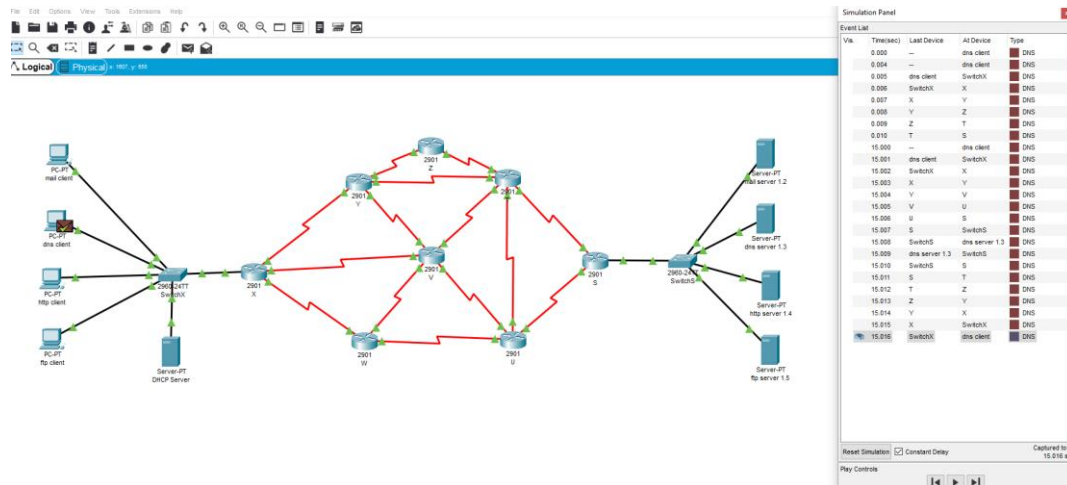 File Edit Options View Tools Extensions Help
Logical Physical x: 1607, y: 655
PC-PT
mail client
PC-PT
dns client
PC-PT
http client
PC-PT
ftp client
2960-24TT
SwitchX
Server-PT
DHCP Server
2901
X
2901
Y
2901
Z
2901
2901
V
2901
W
2901
U
2901
S
2960-24TT
SwitchS
Server-PT
mail server 1.2
Server-PT
dns server 1.3
Server-PT
http server 1.4
Server-PT
ftp server 1.5
Simulation Panel
Event List
Vis. Time(sec) Last Device At Device Type
0.000 -- dns client DNS
0.004 -- dns client DNS
0.005 dns client SwitchX DNS
0.006 SwitchX X DNS
0.007 X Y DNS
0.008 Y Z DNS
0.009 Z T DNS
0.010 T S DNS
15.000 -- dns client DNS
15.001 dns client SwitchX DNS
15.002 SwitchX X DNS
15.003 X Y DNS
15.004 Y V DNS
15.005 V U DNS
15.006 U S DNS
15.007 S SwitchS DNS
15.008 SwitchS dns server 1.3 DNS
15.009 dns server 1.3 SwitchS DNS
15.010 SwitchS S DNS
15.011 S T DNS
15.012 T Z DNS
15.013 Z Y DNS
15.014 Y X DNS
15.015 X SwitchX DNS
15.016 SwitchX dns client DNS
Reset Simulation Constant Delay Captured to
15.016 s
Play Controls